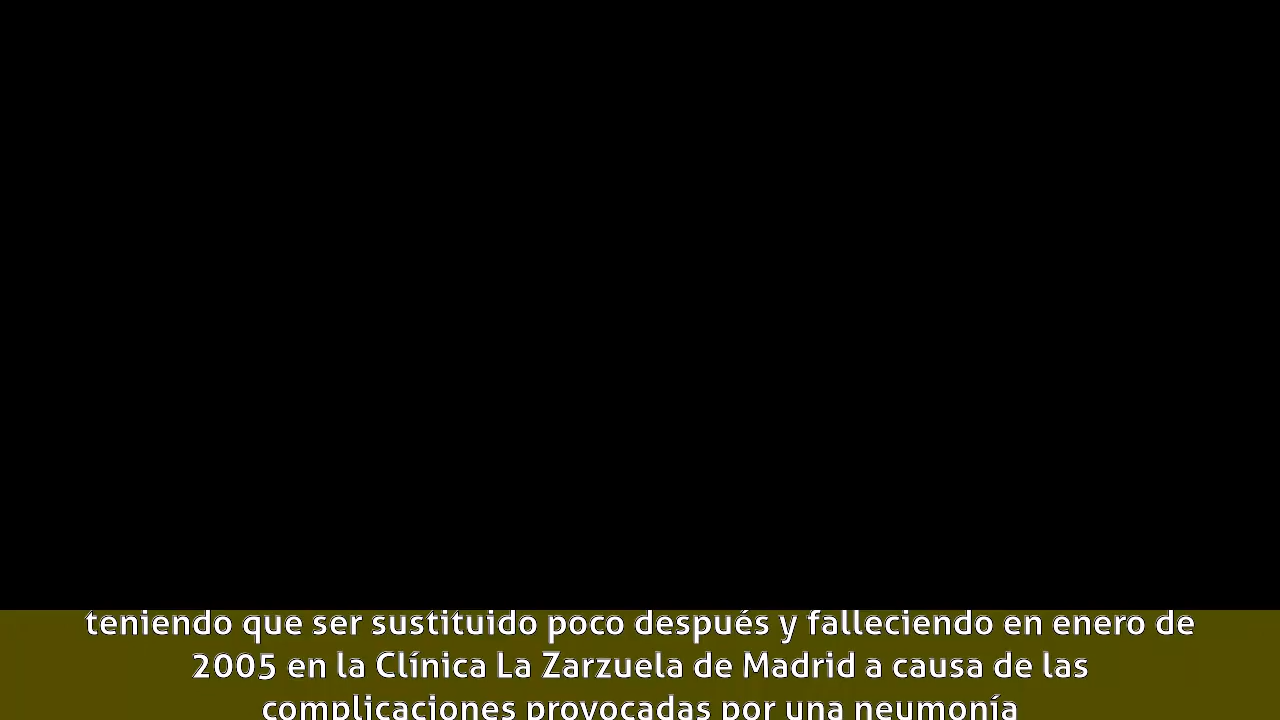 teniendo que ser sustituido poco después y falleciendo en enero de
2005 en la Clínica La Zarzuela de Madrid a causa de las
complicaciones provocadas por una neumonía